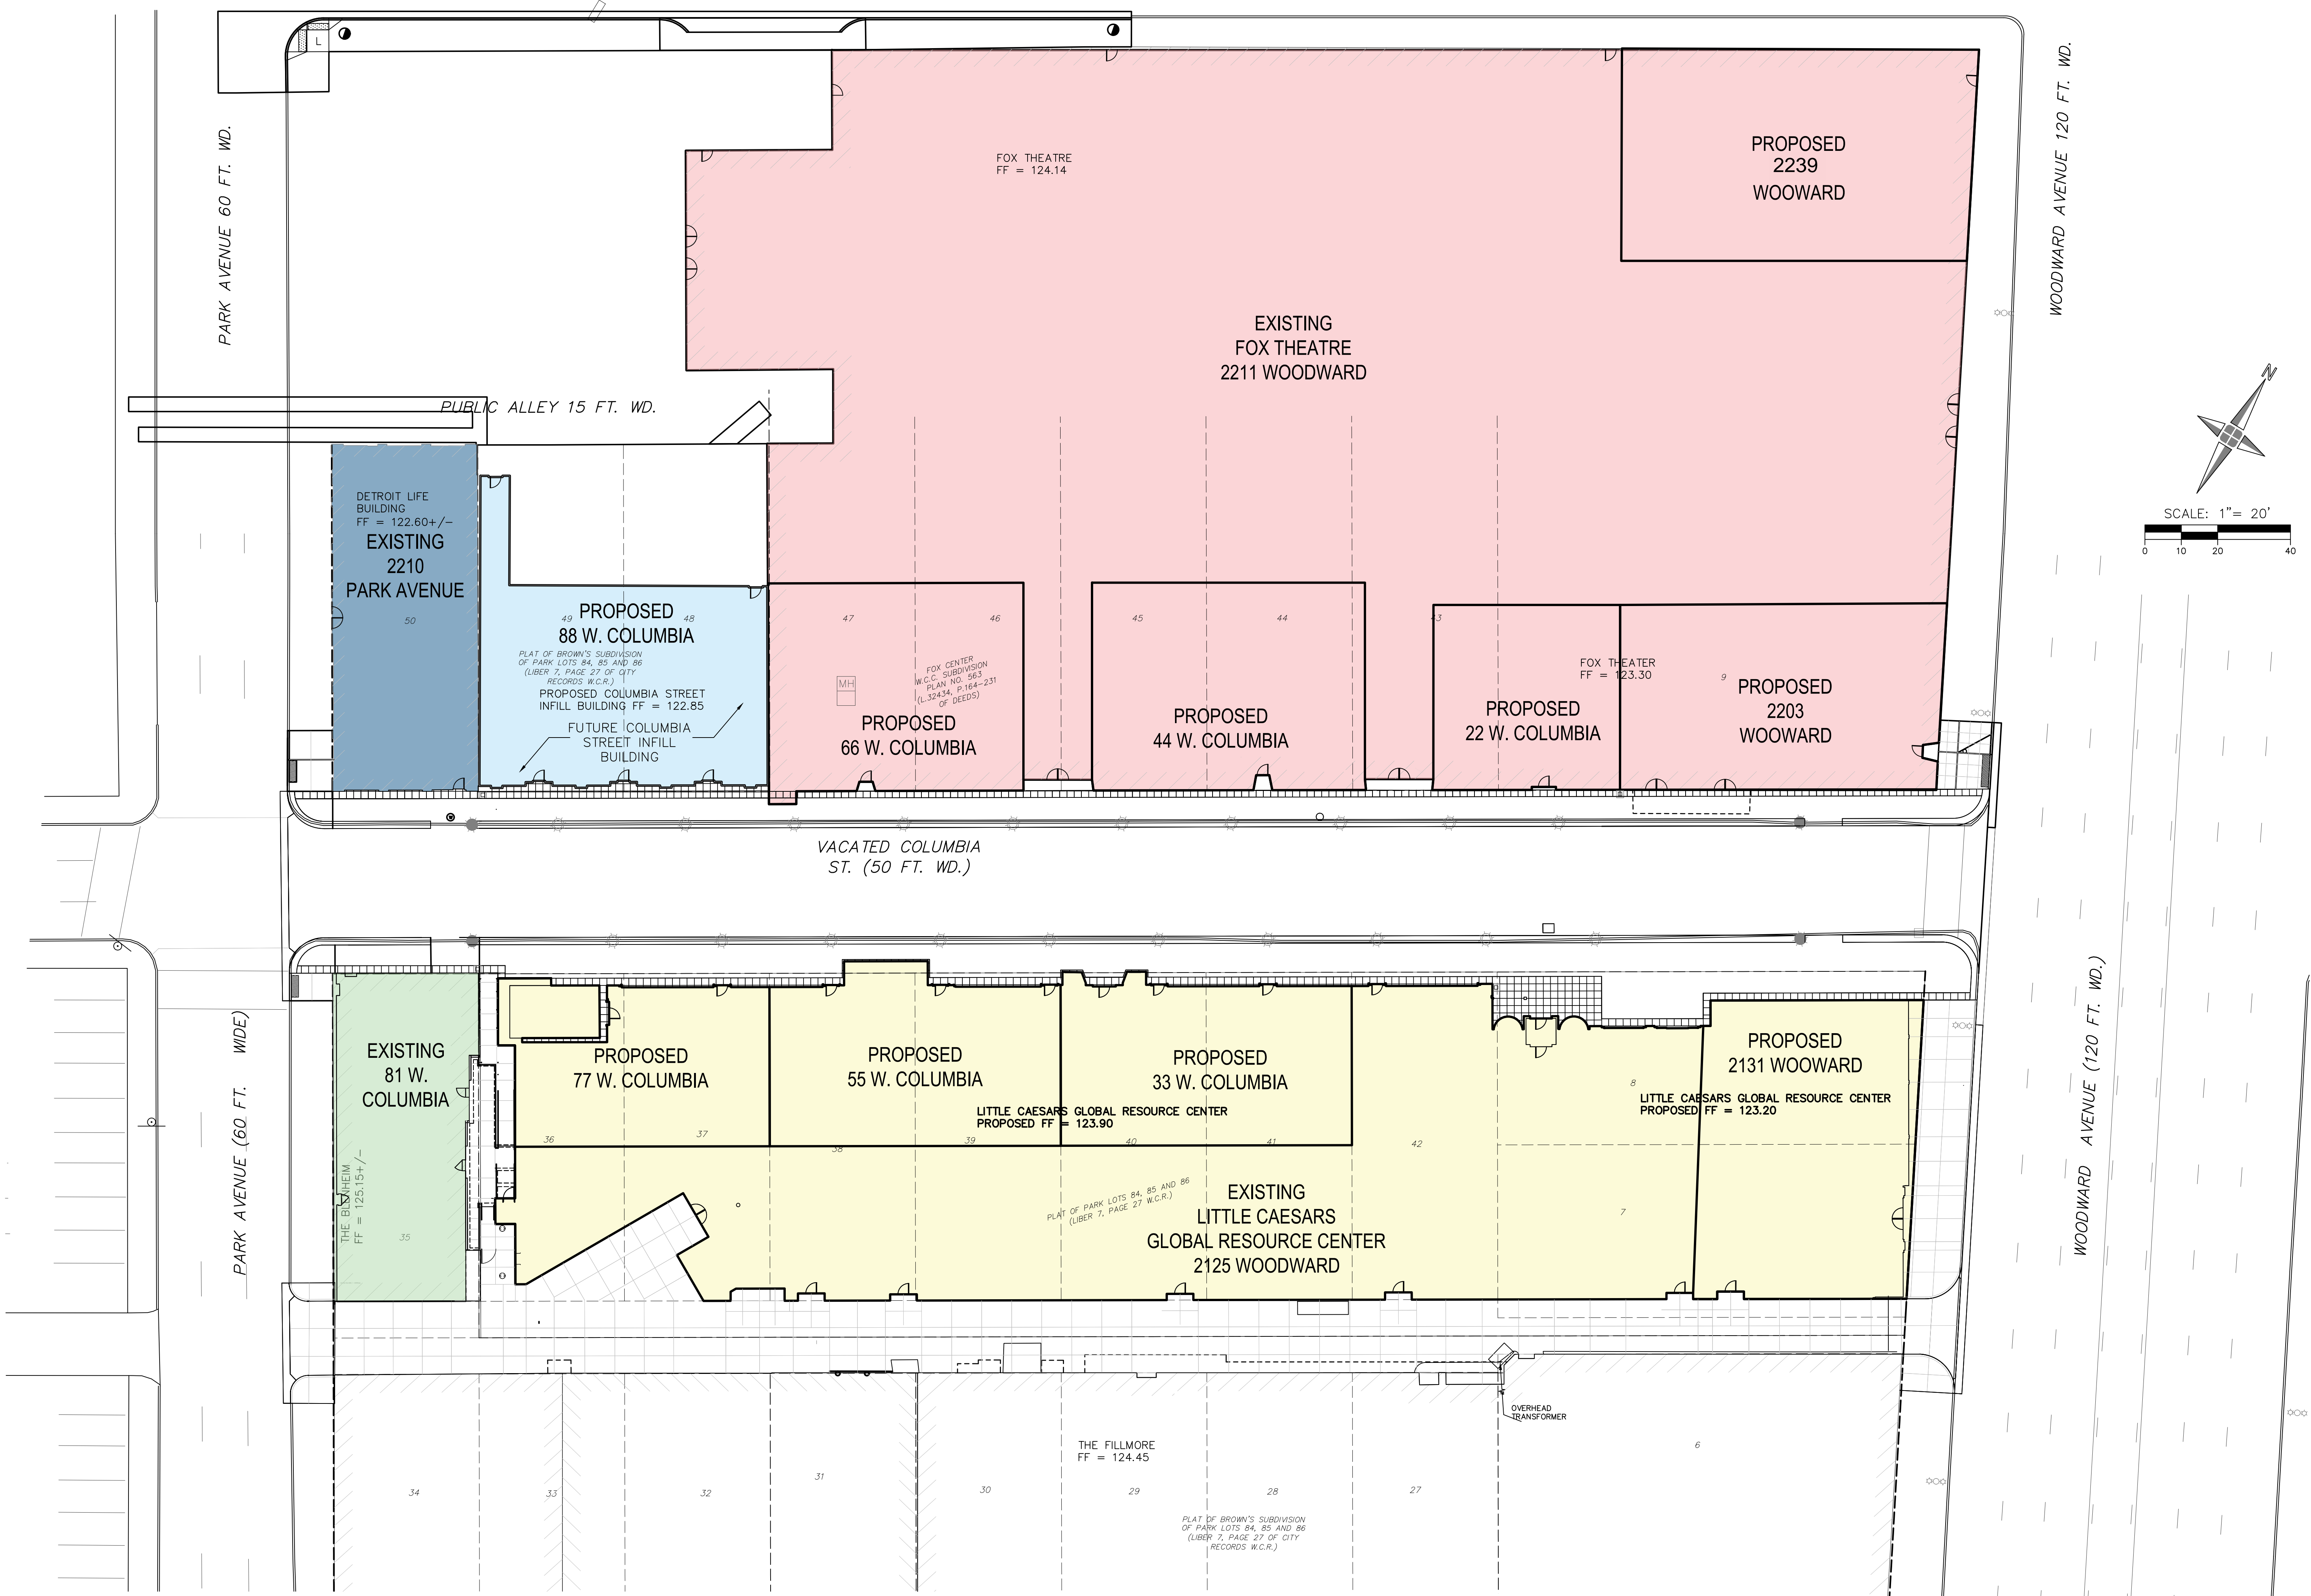 L
PARK AVENUE 60 FT. WD.
WOODWARD AVENUE 120 FT. WD.
PROPOSED
2239
WOOWARD
FOX THEATRE
FF = 124.14
EXISTING
FOX THEATRE
2211 WOODWARD
N
PUBLIC ALLEY 15 FT. WD.
SCALE: 1"= 20'
0 10 20 40
DETROIT LIFE
BUILDING
FF = 122.60+/-
EXISTING
2210
PARK AVENUE
50
49
48
PROPOSED
88 W. COLUMBIA
PLAT OF BROWN'S SUBDIVISION
OF PARK LOTS 84, 85 AND 86
(LIBER 7, PAGE 27 OF CITY
RECORDS W.C.R.)
PROPOSED COLUMBIA STREET
INFILL BUILDING FF = 122.85
FUTURE COLUMBIA
STREET INFILL
BUILDING
47
46
MH
FOX CENTER
W.C.C. SUBDIVISION
PLAN NO. 563
(L.32434, P.164-231
OF DEEDS)
PROPOSED
66 W. COLUMBIA
45
44
PROPOSED
44 W. COLUMBIA
43
PROPOSED
22 W. COLUMBIA
FOX THEATER
FF = 123.30
9
PROPOSED
2203
WOOWARD
VACATED COLUMBIA
ST. (50 FT. WD.)
PARK AVENUE (60 FT. WIDE)
WOODWARD AVENUE (120 FT. WD.)
EXISTING
81 W.
COLUMBIA
THE BLENHEIM
FF = 125.15+/-
35
PROPOSED
77 W. COLUMBIA
PROPOSED
55 W. COLUMBIA
PROPOSED
33 W. COLUMBIA
PROPOSED
2131 WOOWARD
8
LITTLE CAESARS GLOBAL RESOURCE CENTER
PROPOSED FF = 123.20
LITTLE CAESARS GLOBAL RESOURCE CENTER
PROPOSED FF = 123.90
36
37
38
39
40
41
42
7
PLAT OF PARK LOTS 84, 85 AND 86
(LIBER 7, PAGE 27 W.C.R.)
EXISTING
LITTLE CAESARS
GLOBAL RESOURCE CENTER
2125 WOODWARD
OVERHEAD
TRANSFORMER
THE FILLMORE
FF = 124.45
34
33
32
31
30
29
28
27
6
PLAT OF BROWN'S SUBDIVISION
OF PARK LOTS 84, 85 AND 86
(LIBER 7, PAGE 27 OF CITY
RECORDS W.C.R.)